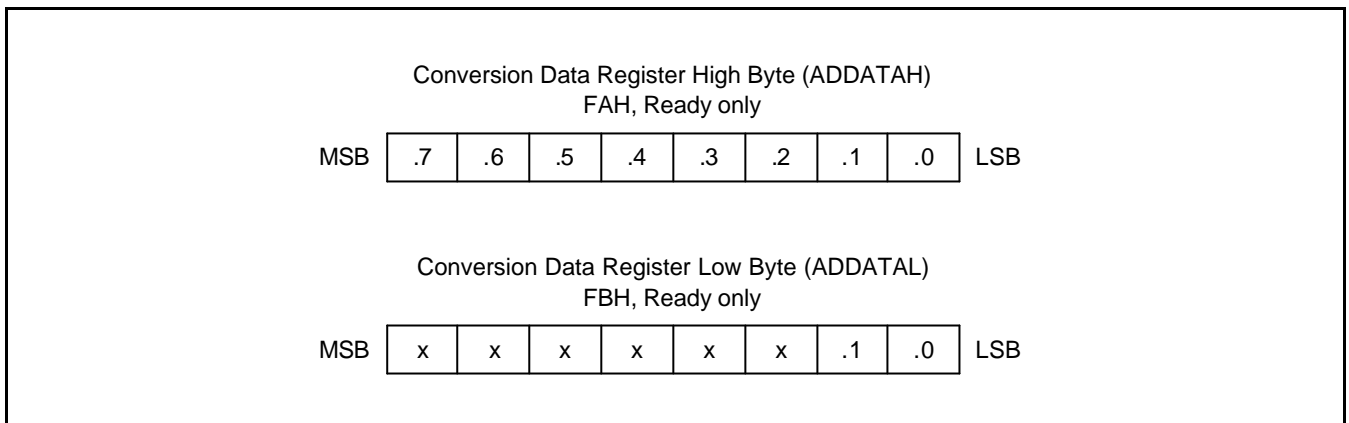 Conversion Data Register High Byte (ADDATAH)
FAH, Ready only
MSB .7 .6 .5 .4 .3 .2 .1 .0 LSB
Conversion Data Register Low Byte (ADDATAL)
FBH, Ready only
MSB x x x x x x .1 .0 LSB